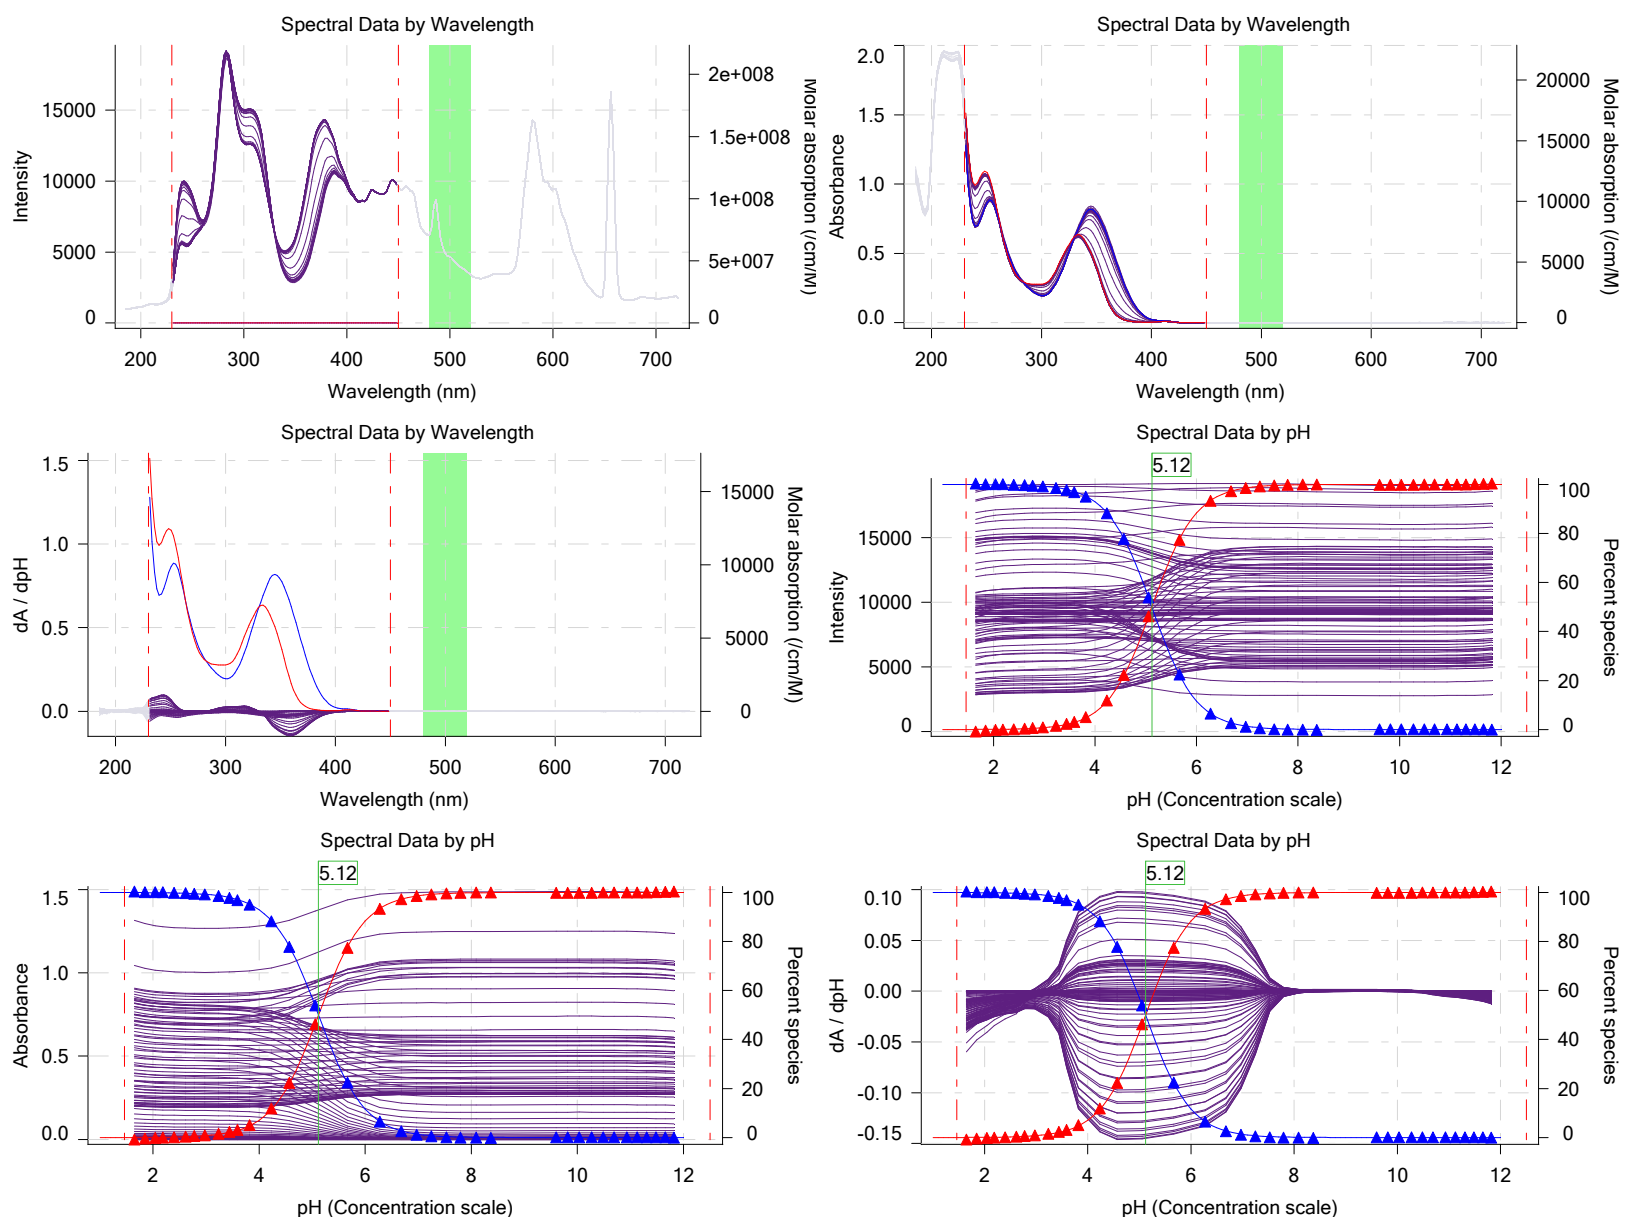 Spectral Data by Wavelength
Intensity
15000
10000
5000
0
2e+008
1.5e+008
1e+008
5e+007
0
Molar absorption (/cm/M)
200 300 400 500 600 700
Wavelength (nm)
Spectral Data by Wavelength
Absorbance
2.0
1.5
1.0
0.5
0.0
20000
15000
10000
5000
0
Molar absorption (/cm/M)
200 300 400 500 600 700
Wavelength (nm)
Spectral Data by Wavelength
dA / dpH
1.5
1.0
0.5
0.0
15000
10000
5000
0
Molar absorption (/cm/M)
200 300 400 500 600 700
Wavelength (nm)
Spectral Data by pH
5.12
Intensity
15000
10000
5000
0
100
80
60
40
20
0
Percent species
2 4 6 8 10 12
pH (Concentration scale)
Spectral Data by pH
5.12
Absorbance
1.5
1.0
0.5
0.0
100
80
60
40
20
0
Percent species
2 4 6 8 10 12
pH (Concentration scale)
Spectral Data by pH
5.12
dA / dpH
0.10
0.05
0.00
-0.05
-0.10
-0.15
100
80
60
40
20
0
Percent species
2 4 6 8 10 12
pH (Concentration scale)